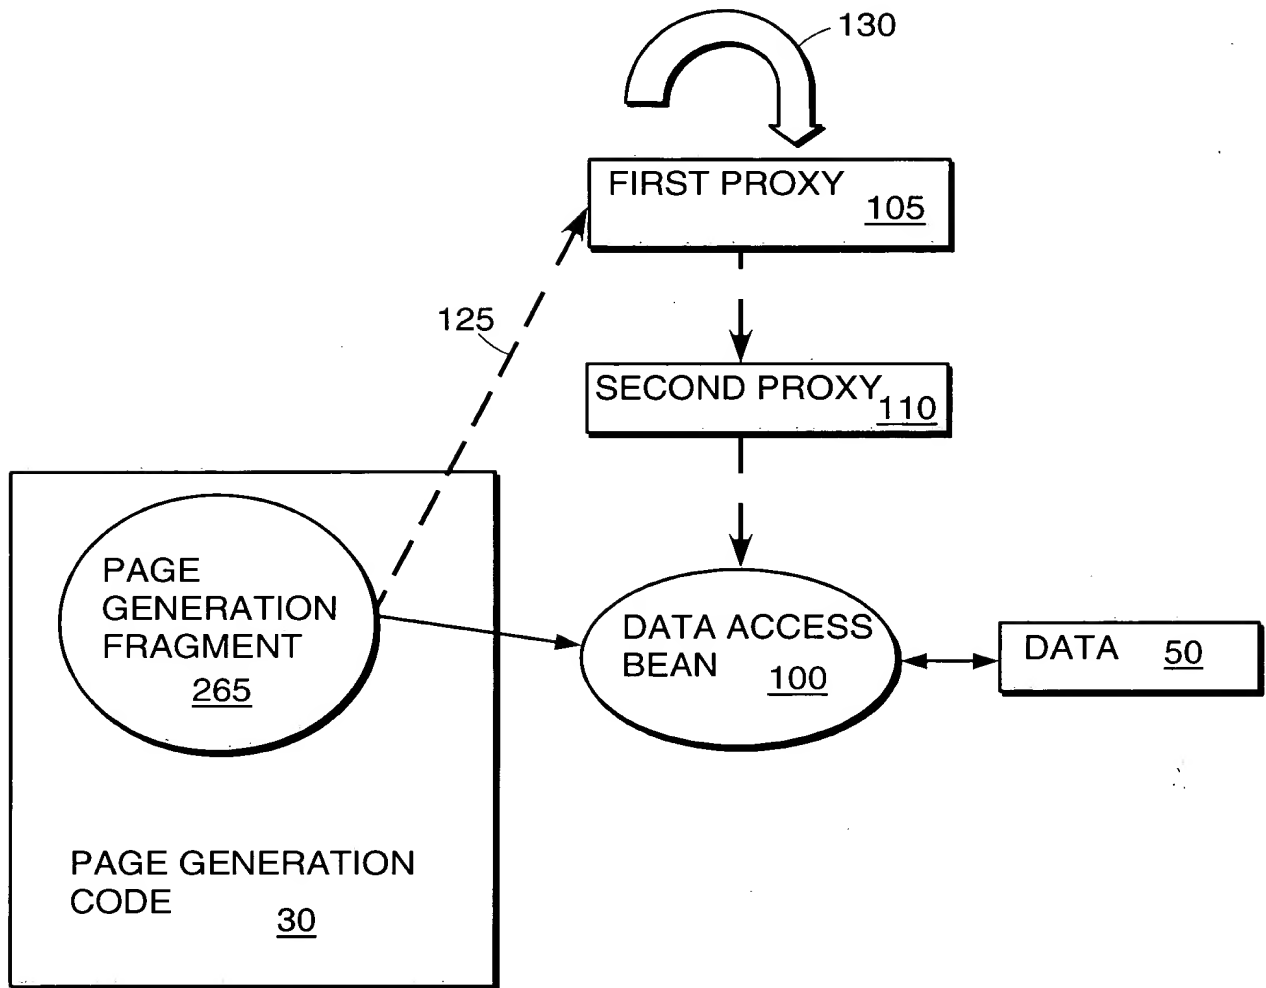 130
FIRST PROXY
105
125
SECOND PROXY
110
PAGE
GENERATION
FRAGMENT
265
DATA ACCESS
BEAN
100
DATA 50
PAGE GENERATION
CODE
30